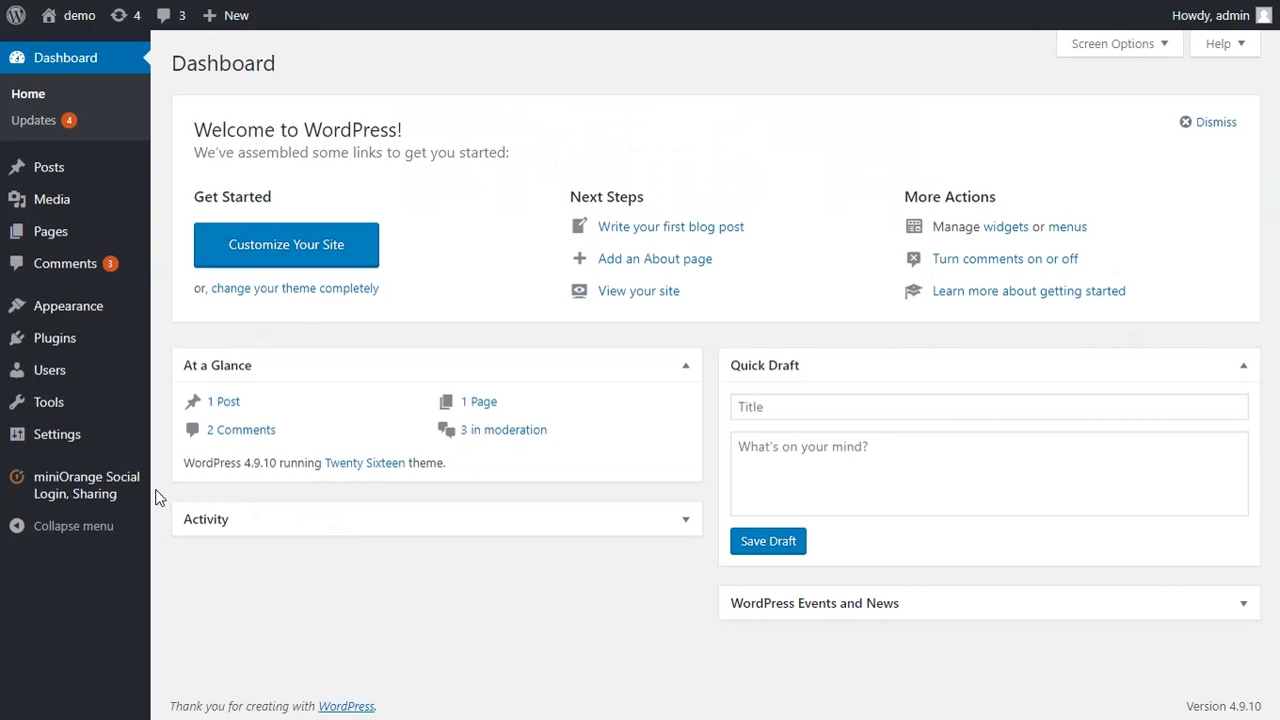 demo
4
3
New
Howdy, admin
Dashboard
Home
Updates 4
Posts
Media
Pages
Comments 3
Appearance
Plugins
Users
Tools
Settings
miniOrange Social
Login, Sharing
Collapse menu
Screen Options
Help
Dashboard
Welcome to WordPress!
We've assembled some links to get you started:
Dismiss
Get Started
Customize Your Site
or, change your theme completely
Next Steps
Write your first blog post
Add an About page
View your site
More Actions
Manage widgets or menus
Turn comments on or off
Learn more about getting started
At a Glance
1 Post
1 Page
2 Comments
3 in moderation
WordPress 4.9.10 running Twenty Sixteen theme.
Activity
Quick Draft
Title
What's on your mind?
Save Draft
WordPress Events and News
Thank you for creating with WordPress.
Version 4.9.10